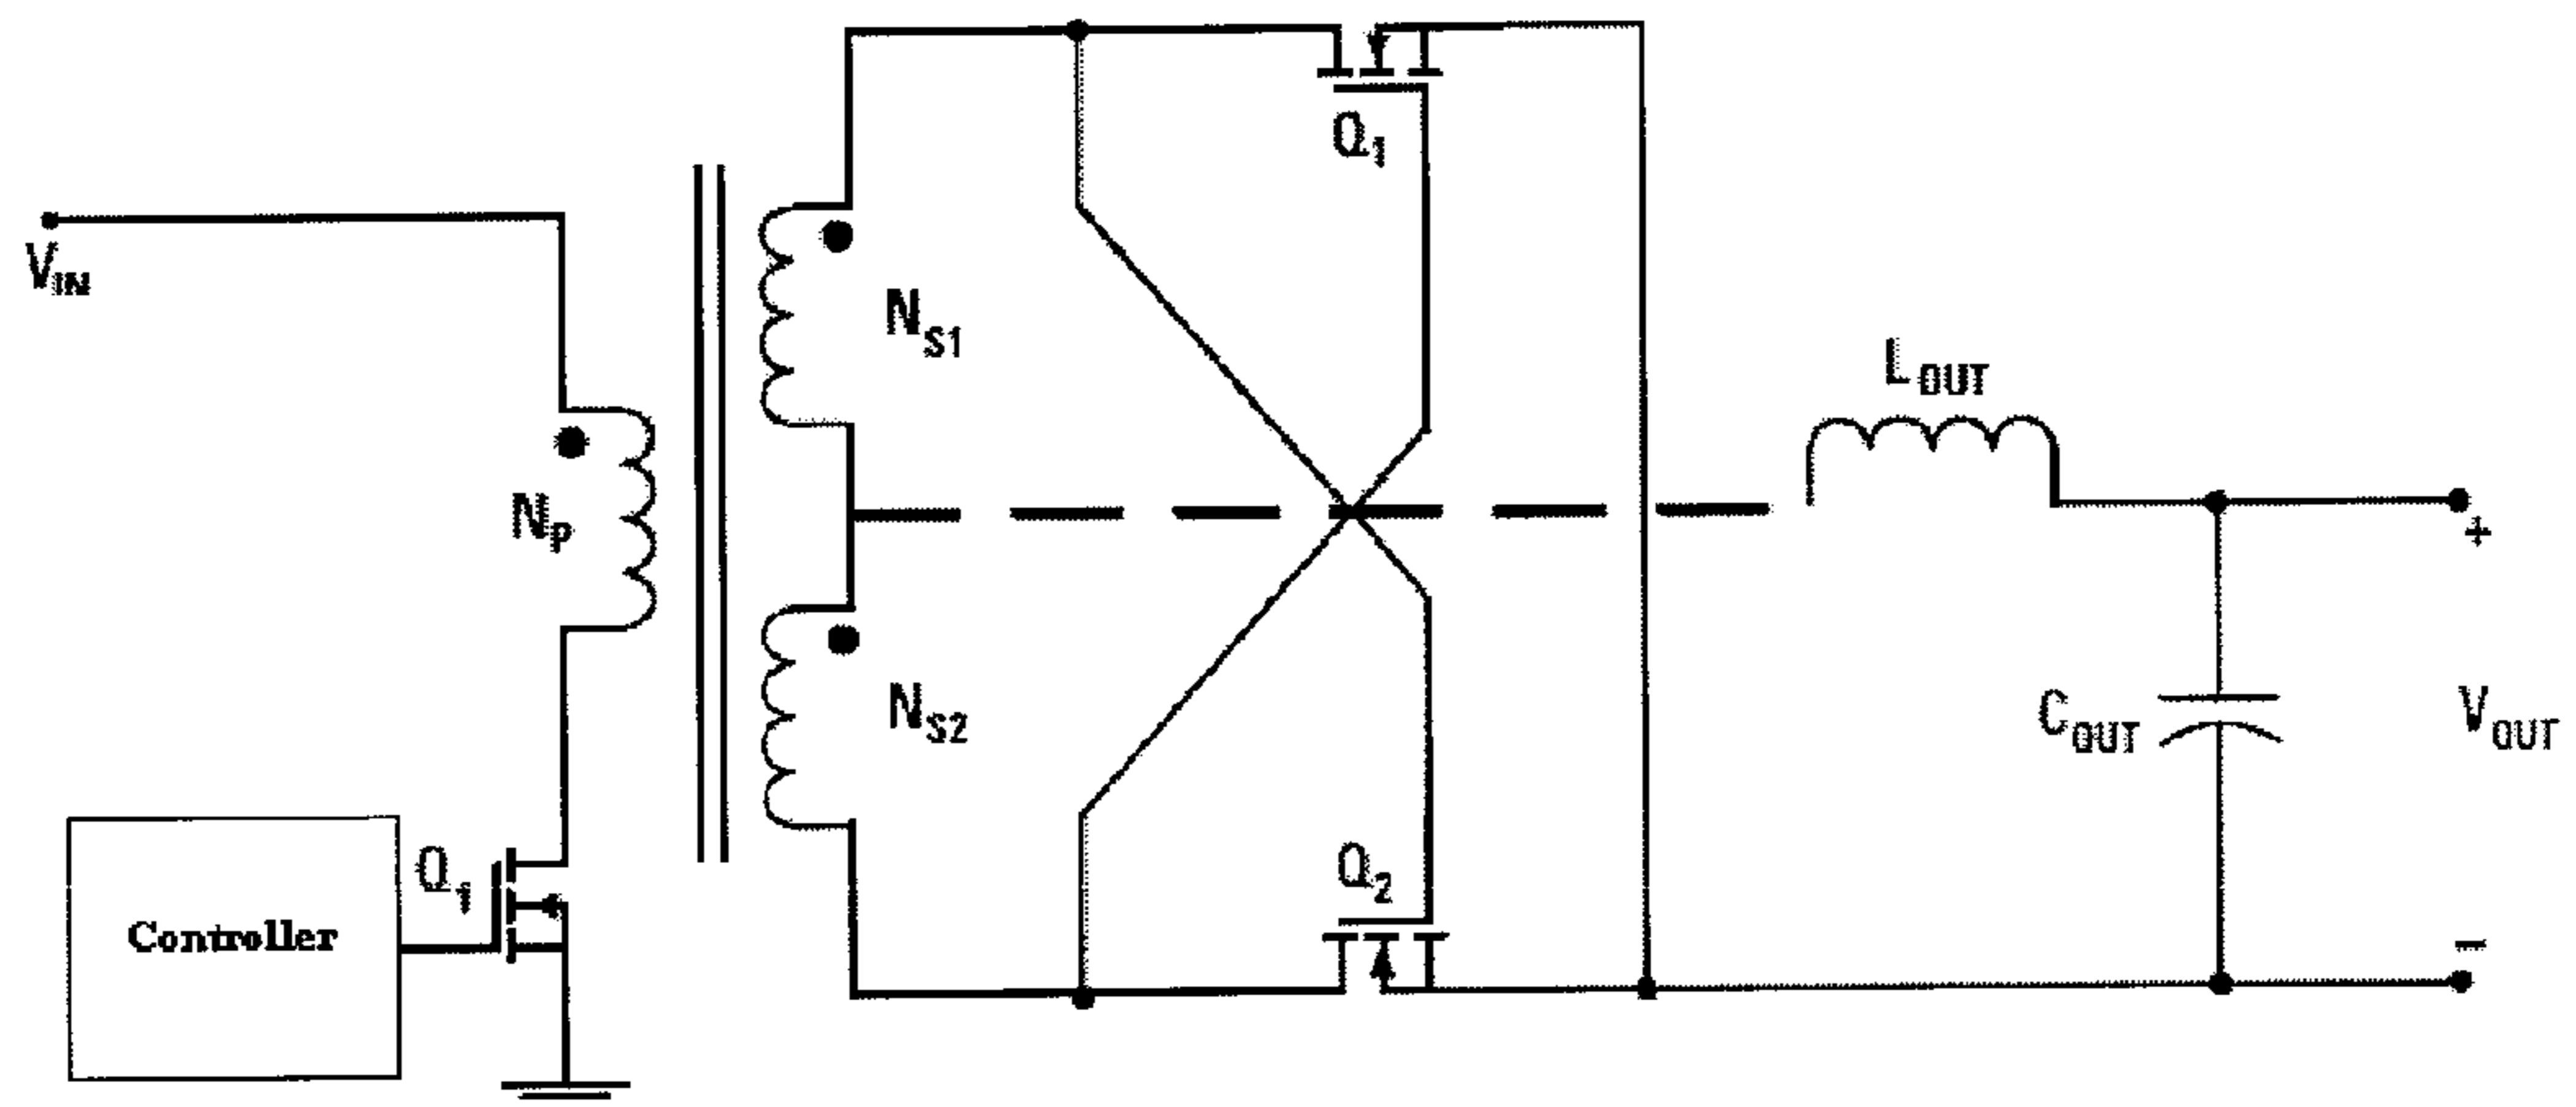 Q1
VIN
NS1
LOUT
NP
+
NS2
COUT
VOUT
Q1
Q2
Controller
−